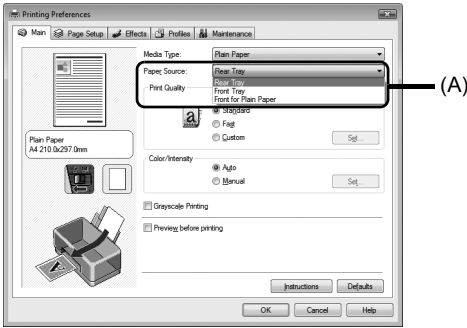 Printing Preferences
Main Page Setup Effects Profiles Maintenance
Media Type: Plain Paper
Paper Source: Rear Tray
Rear Tray
Front Tray
Front for Plain Paper
(A)
Print Quality
Standard
Fast
Custom Set...
Plain Paper
A4 210.0x297.0mm
Color/Intensity
Auto
Manual Set...
Grayscale Printing
Preview before printing
Instructions Defaults
OK Cancel Help